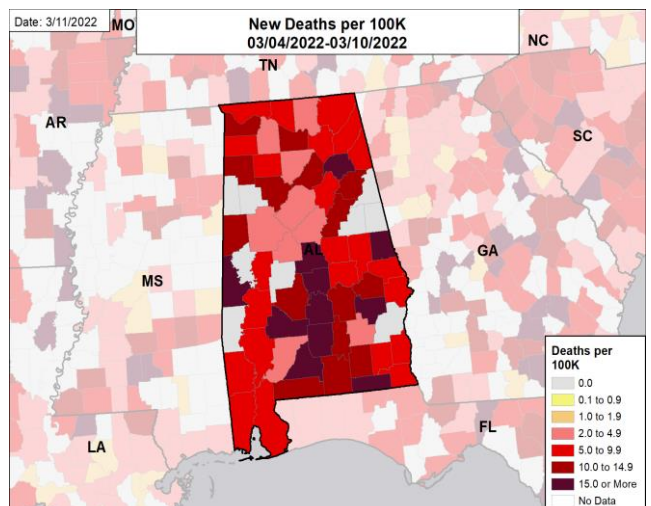 Date: 3/11/2022
New Deaths per 100K
03/04/2022-03/10/2022
MO
NC
TN
AR
SC
AL
MS
GA
LA
FL
Deaths per
100K
0.0
0.1 to 0.9
1.0 to 1.9
2.0 to 4.9
5.0 to 9.9
10.0 to 14.9
15.0 or More
No Data